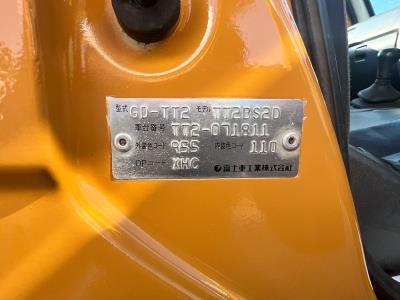 型式 GD-TT2 モデル TT2DS2D
車台番号 TT2-071811
外装色コード 955 内装色コード 110
OPコード XHC 富士重工業株式会社